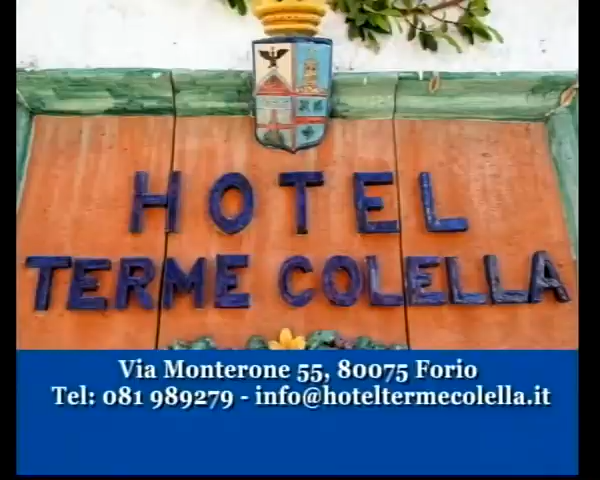 HOTEL
TERME COLELLA
Via Monterone 55, 80075 Forio
Tel: 081 989279 - info@hoteltermecolella.it